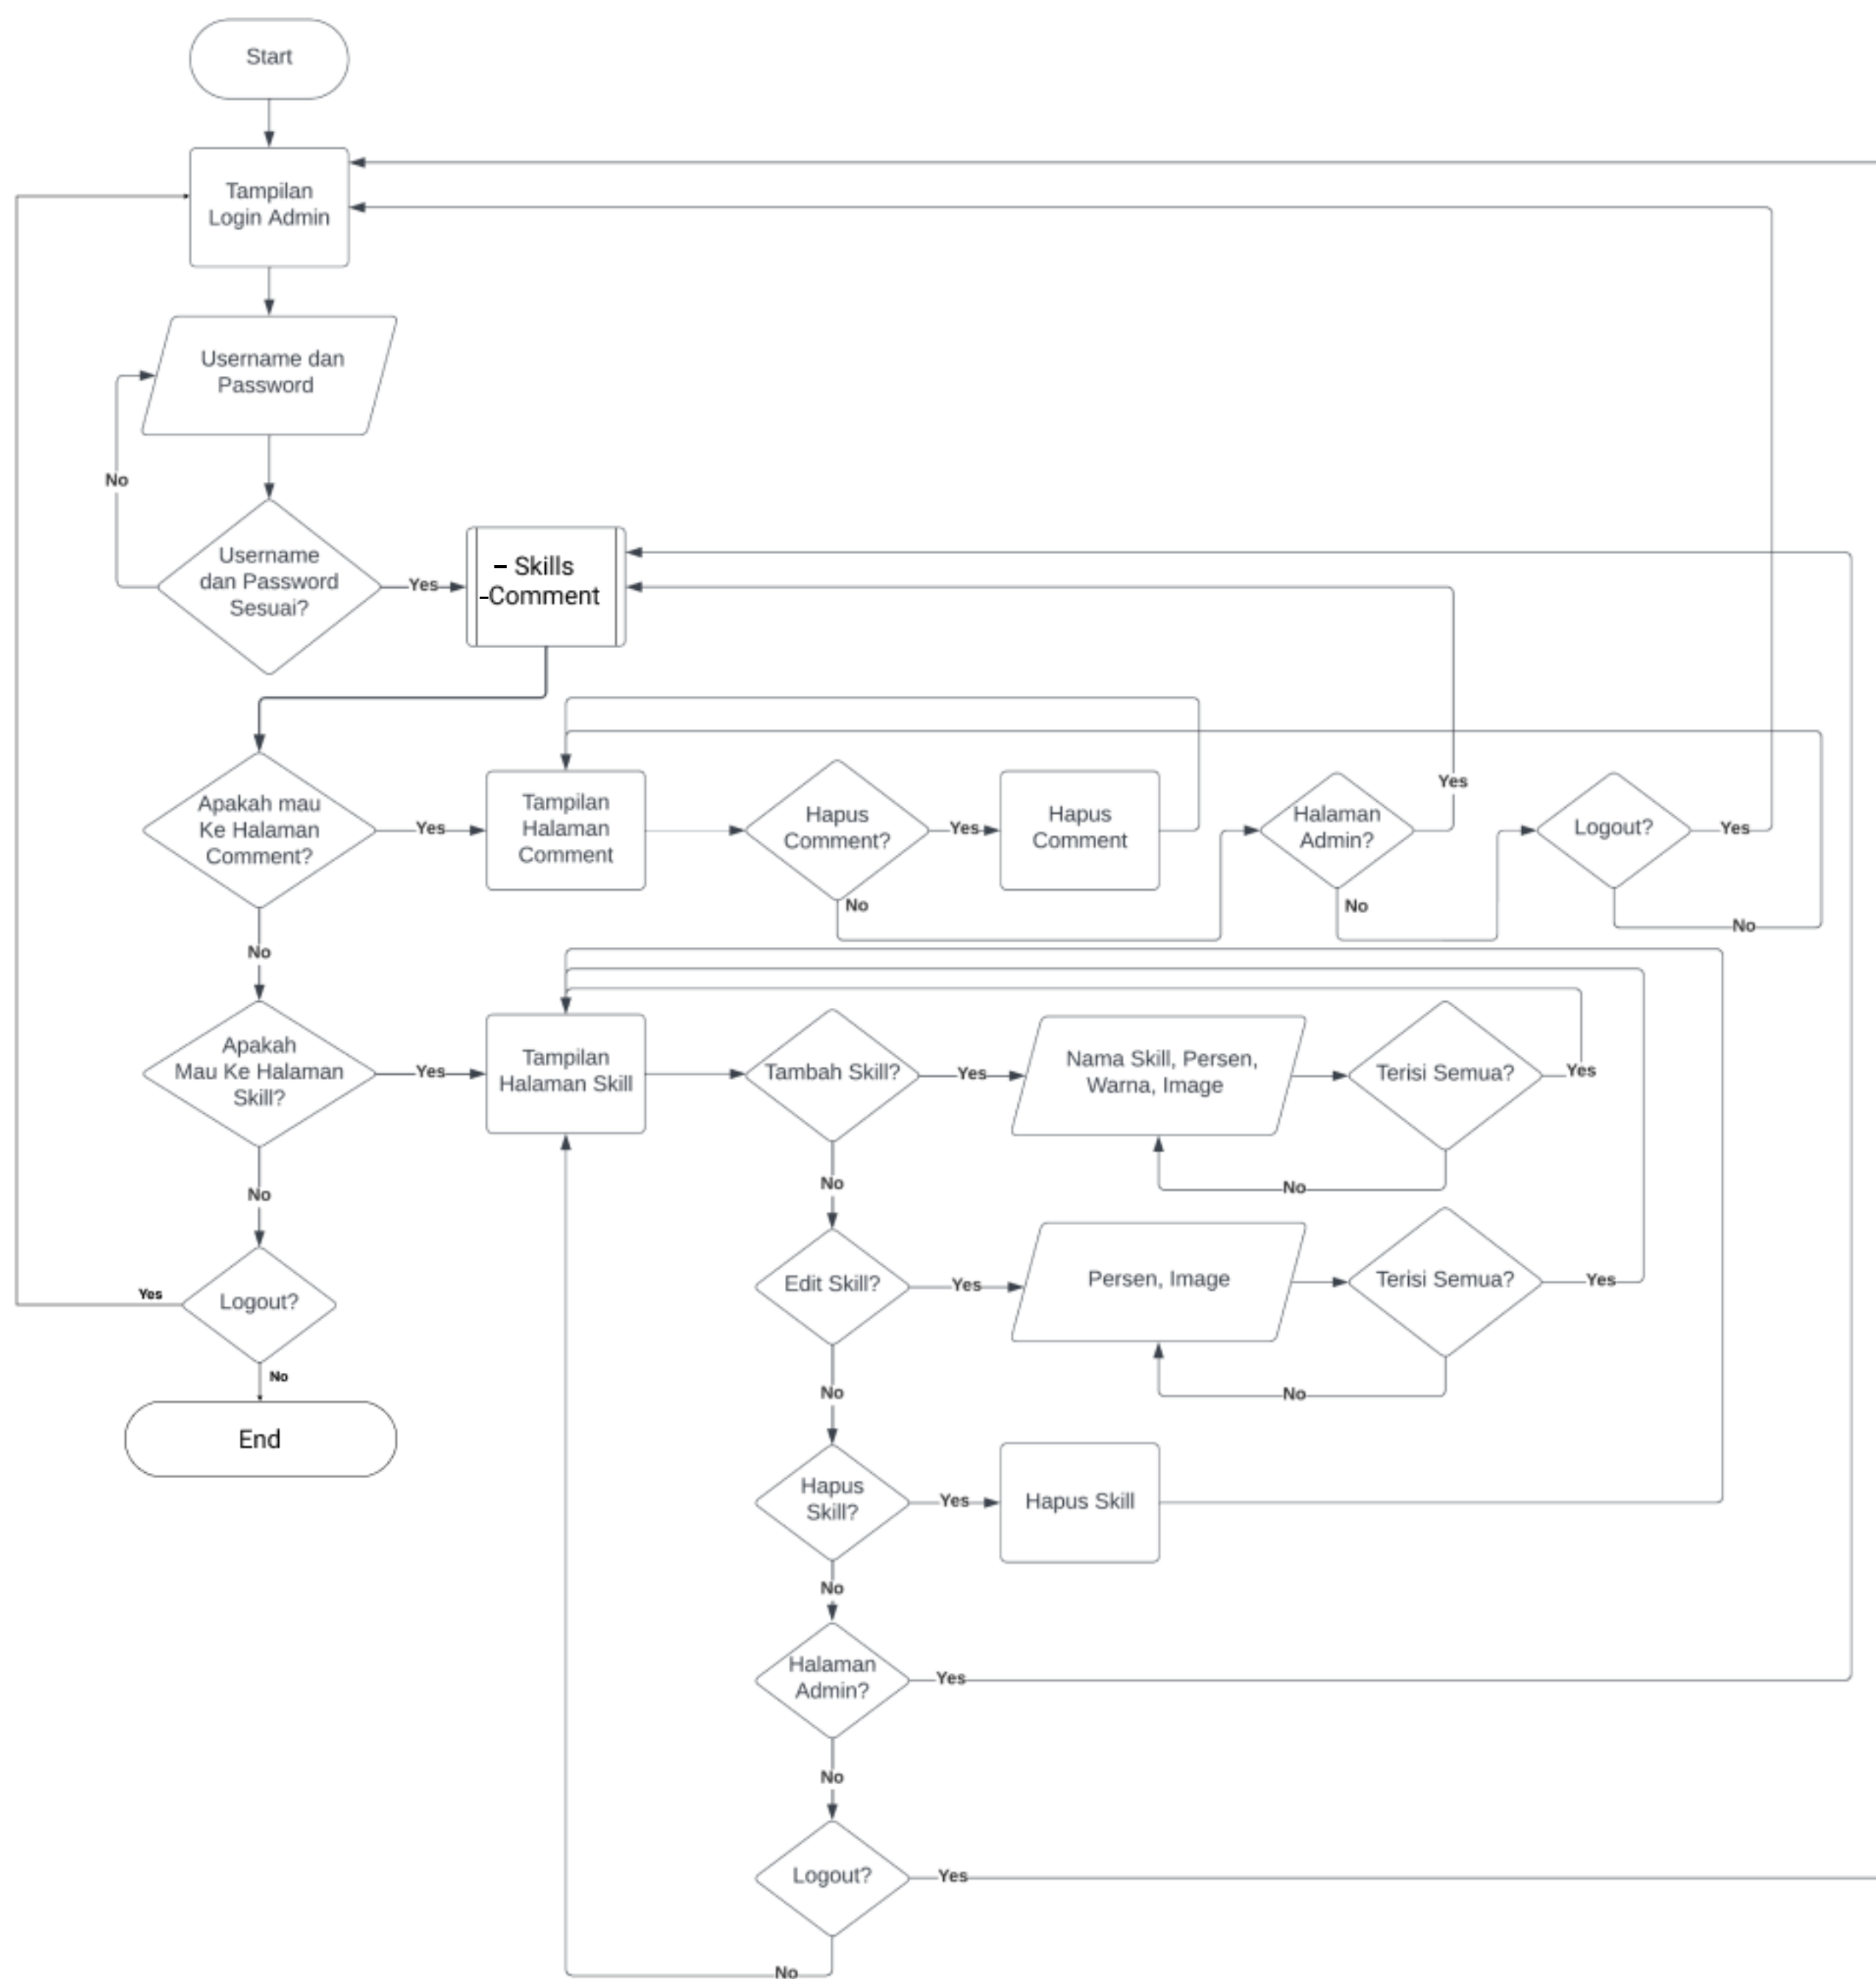 Start
Tampilan
Login Admin
Username dan
Password
No
Username
dan Password
Sesuai?
Yes
– Skills
-Comment
Apakah mau
Ke Halaman
Comment?
Yes
Tampilan
Halaman
Comment
Hapus
Comment?
Yes
Hapus
Comment
Halaman
Admin?
Yes
Logout?
Yes
No
No
No
No
Apakah
Mau Ke Halaman
Skill?
Yes
Tampilan
Halaman Skill
Tambah Skill?
Yes
Nama Skill, Persen,
Warna, Image
Terisi Semua?
Yes
No
No
No
Logout?
Yes
No
End
Edit Skill?
Yes
Persen, Image
Terisi Semua?
Yes
No
No
Hapus
Skill?
Yes
Hapus Skill
No
Halaman
Admin?
Yes
No
Logout?
Yes
No